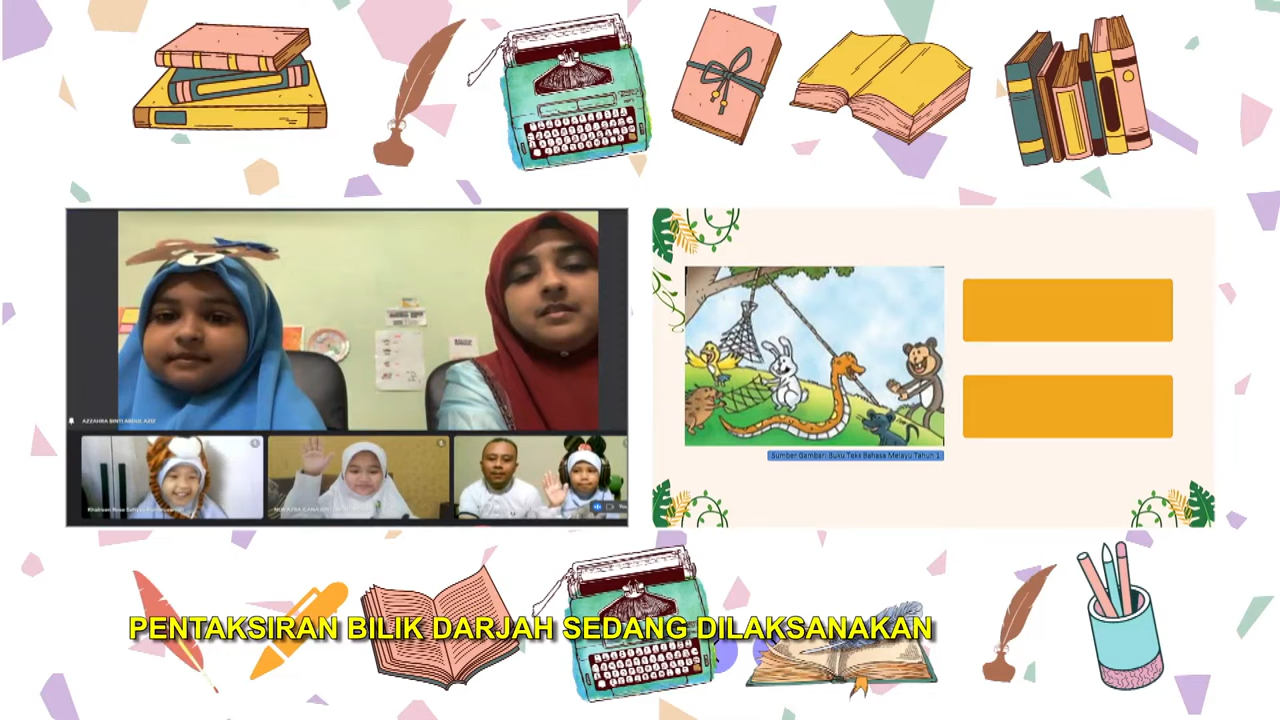 AZZAHRA BINTI ABDUL AZIZ
Sumber Gambar: Buku Teks Bahasa Melayu Tahun 1
PENTAKSIRAN BILIK DARJAH SEDANG DILAKSANAKAN